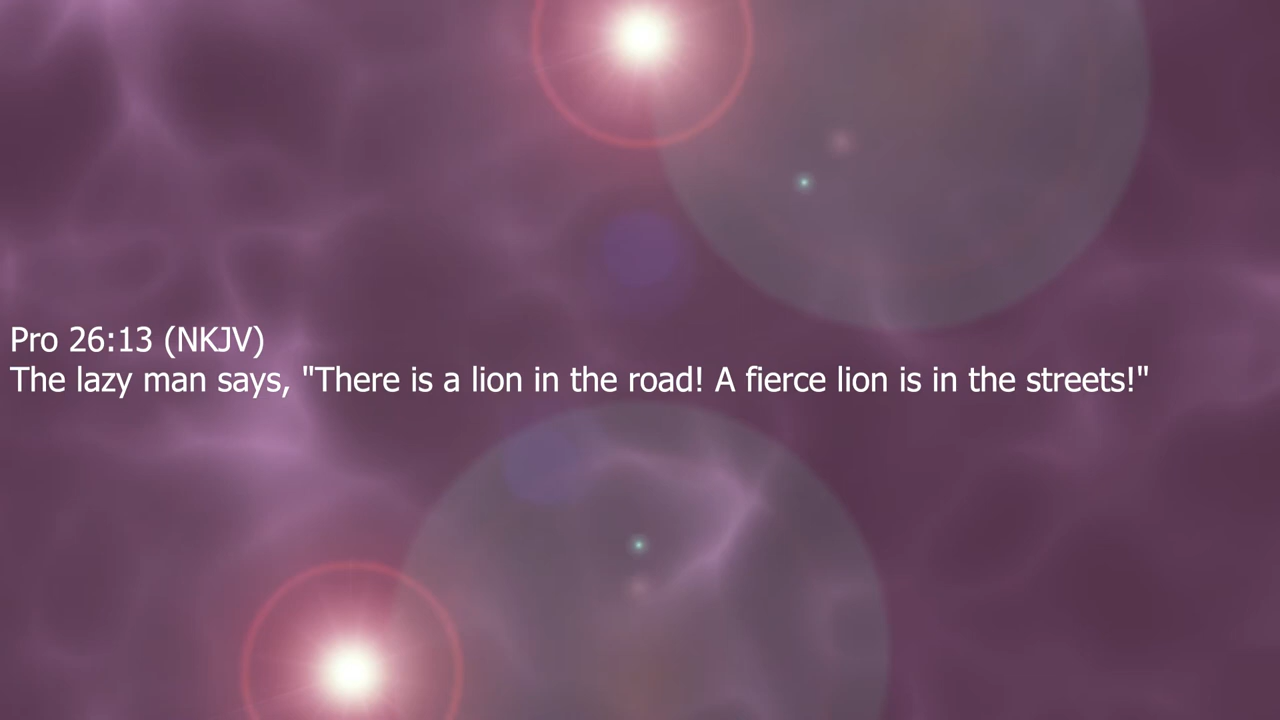 Pro 26:13 (NKJV)
The lazy man says, "There is a lion in the road! A fierce lion is in the streets!"